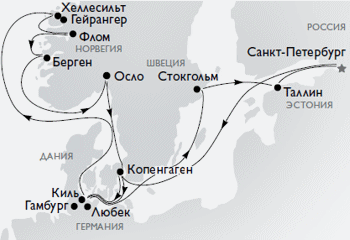 Хеллесильт
Гейрангер
Флом
НОРВЕГИЯ
Берген
Осло
ШВЕЦИЯ
Стокгольм
РОССИЯ
Санкт-Петербург
Таллин
ЭСТОНИЯ
ДАНИЯ
Копенгаген
Киль
Гамбург
Любек
ГЕРМАНИЯ